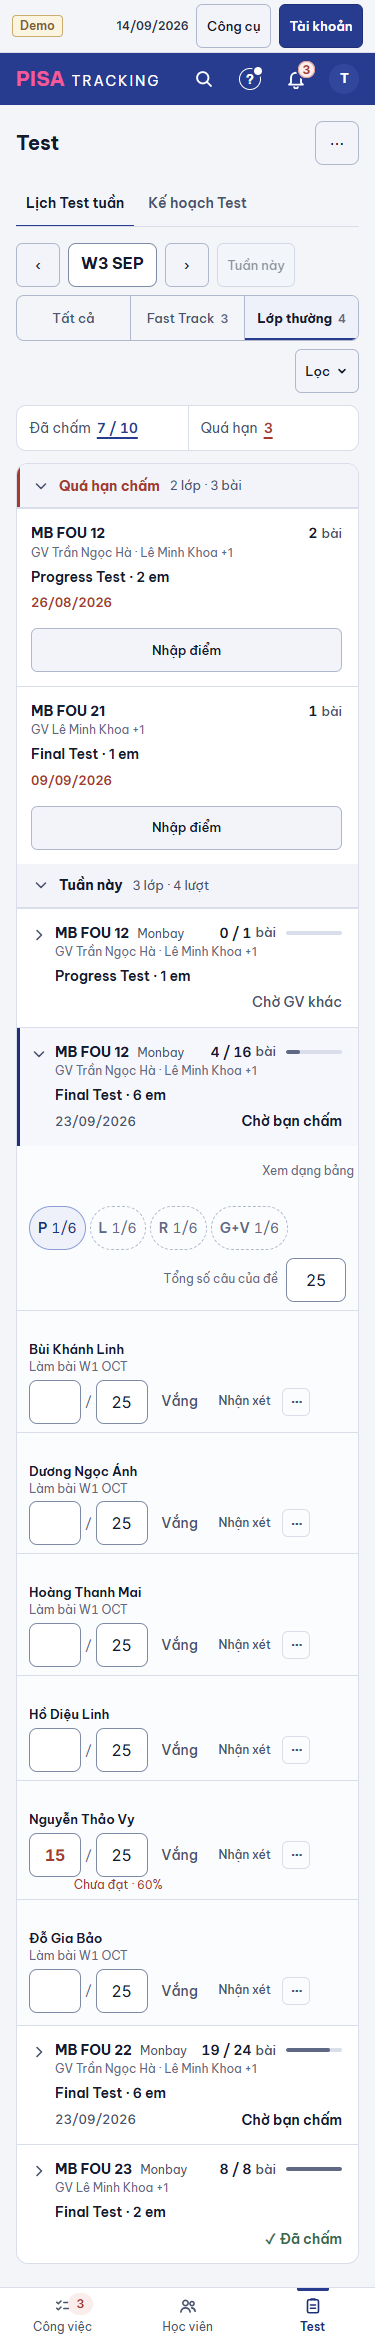 Demo 14/09/2026 Công cụ Tài khoản
PISA TRACKING ? 3 T
Test ...
Lịch Test tuần Kế hoạch Test
‹ W3 SEP › Tuần này
Tất cả Fast Track 3 Lớp thường 4
Lọc
Đã chấm 7 / 10 Quá hạn 3
Quá hạn chấm 2 lớp · 3 bài
MB FOU 12 2 bài
GV Trần Ngọc Hà · Lê Minh Khoa +1
Progress Test · 2 em
26/08/2026
Nhập điểm
MB FOU 21 1 bài
GV Lê Minh Khoa +1
Final Test · 1 em
09/09/2026
Nhập điểm
Tuần này 3 lớp · 4 lượt
MB FOU 12 Monbay 0 / 1 bài
GV Trần Ngọc Hà · Lê Minh Khoa +1
Progress Test · 1 em
Chờ GV khác
MB FOU 12 Monbay 4 / 16 bài
GV Trần Ngọc Hà · Lê Minh Khoa +1
Final Test · 6 em
23/09/2026 Chờ bạn chấm
Xem dạng bảng
P 1/6 L 1/6 R 1/6 G+V 1/6
Tổng số câu của đề 25
Bùi Khánh Linh
Làm bài W1 OCT
/ 25 Vắng Nhận xét ...
Dương Ngọc Ánh
Làm bài W1 OCT
/ 25 Vắng Nhận xét ...
Hoàng Thanh Mai
Làm bài W1 OCT
/ 25 Vắng Nhận xét ...
Hồ Diệu Linh
/ 25 Vắng Nhận xét ...
Nguyễn Thảo Vy
15 / 25 Vắng Nhận xét ...
Chưa đạt · 60%
Đỗ Gia Bảo
Làm bài W1 OCT
/ 25 Vắng Nhận xét ...
MB FOU 22 Monbay 19 / 24 bài
GV Trần Ngọc Hà · Lê Minh Khoa +1
Final Test · 6 em
23/09/2026 Chờ bạn chấm
MB FOU 23 Monbay 8 / 8 bài
GV Lê Minh Khoa +1
Final Test · 2 em
✓ Đã chấm
3
Công việc Học viên Test